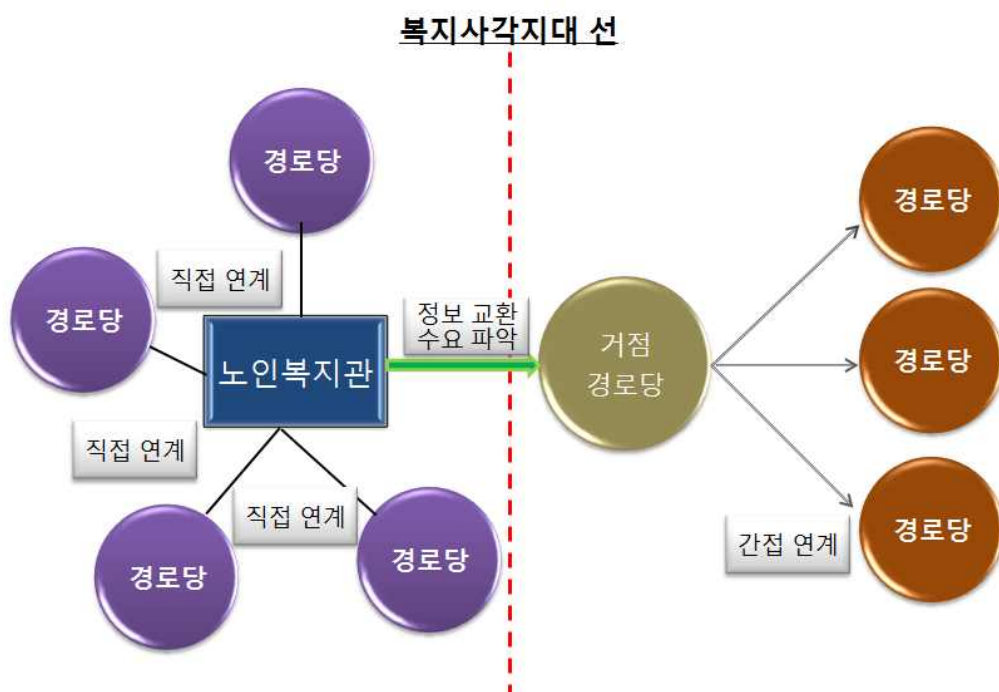 복지사각지대 선
경로당
경로당
직접 연계
경로당
정보 교환
수요 파악
경로당
노인복지관
거점
경로당
경로당
직접 연계
직접 연계
경로당
경로당
간접 연계
경로당